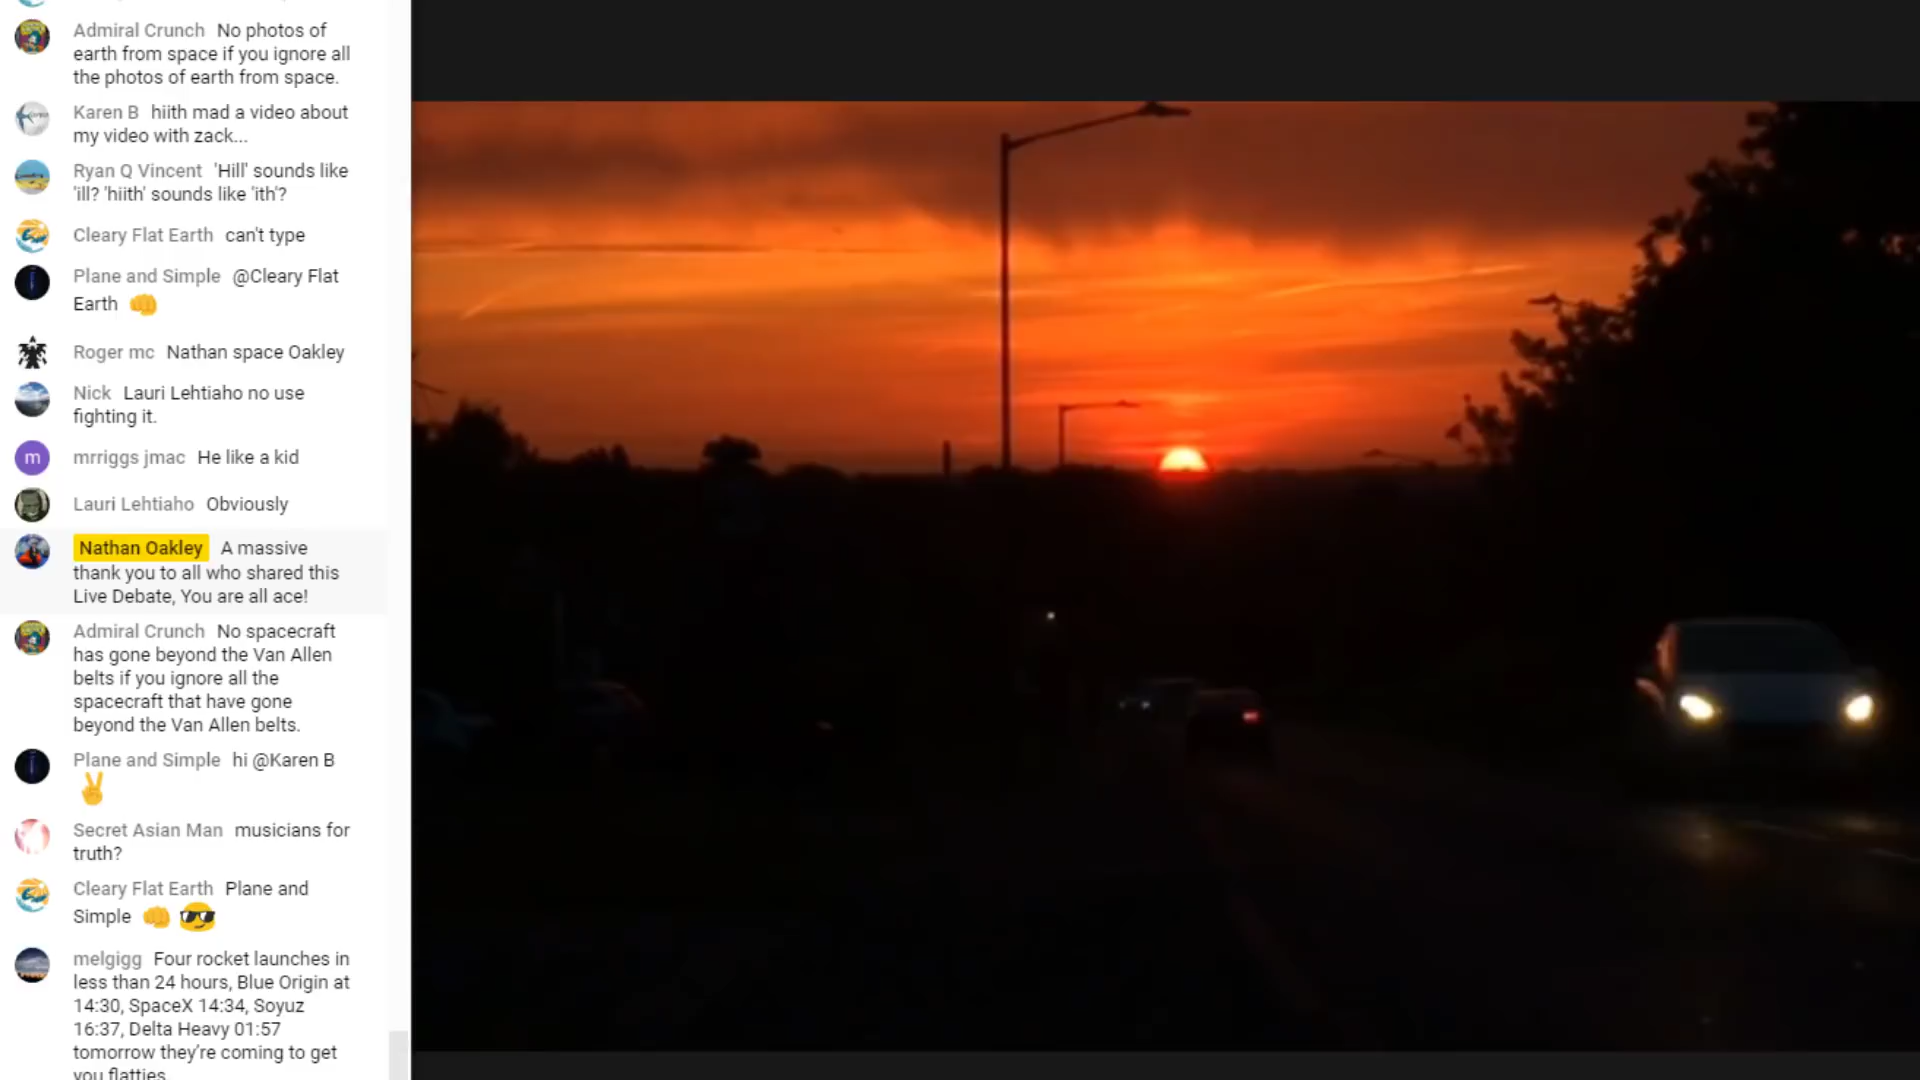 Admiral Crunch No photos of
earth from space if you ignore all
the photos of earth from space.
Karen B hiith mad a video about
my video with zack...
Ryan Q Vincent 'Hill' sounds like
'ill? 'hiith' sounds like 'ith'?
Cleary Flat Earth can't type
Plane and Simple @Cleary Flat
Earth 👊
Roger mc Nathan space Oakley
Nick Lauri Lehtiaho no use
fighting it.
m
mrriggs jmac He like a kid
Lauri Lehtiaho Obviously
Nathan Oakley A massive
thank you to all who shared this
Live Debate, You are all ace!
Admiral Crunch No spacecraft
has gone beyond the Van Allen
belts if you ignore all the
spacecraft that have gone
beyond the Van Allen belts.
Plane and Simple hi @Karen B
✌
Secret Asian Man musicians for
truth?
Cleary Flat Earth Plane and
Simple 👊 😎
melgigg Four rocket launches in
less than 24 hours, Blue Origin at
14:30, SpaceX 14:34, Soyuz
16:37, Delta Heavy 01:57
tomorrow they're coming to get
you flatties.